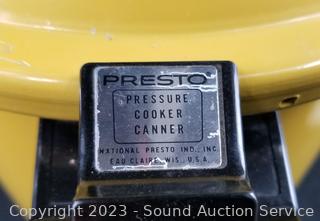 PRESTO
PRESSURE
COOKER
CANNER
NATIONAL PRESTO IND., INC.
EAU CLAIRE, WIS., U.S.A.
Copyright 2023 - Sound Auction Service